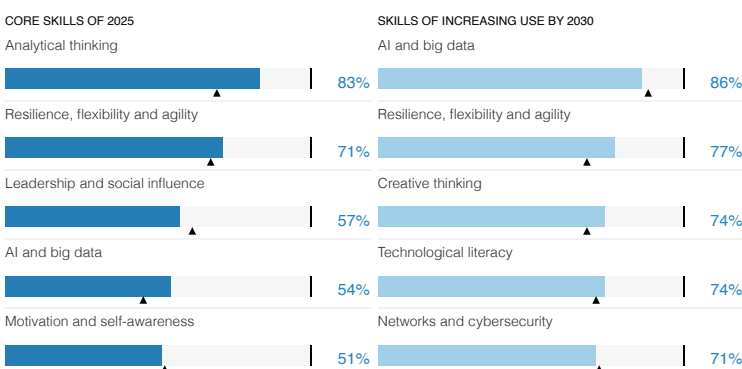 CORE SKILLS OF 2025
Analytical thinking
83%
Resilience, flexibility and agility
71%
Leadership and social influence
57%
AI and big data
54%
Motivation and self-awareness
51%
SKILLS OF INCREASING USE BY 2030
AI and big data
86%
Resilience, flexibility and agility
77%
Creative thinking
74%
Technological literacy
74%
Networks and cybersecurity
71%